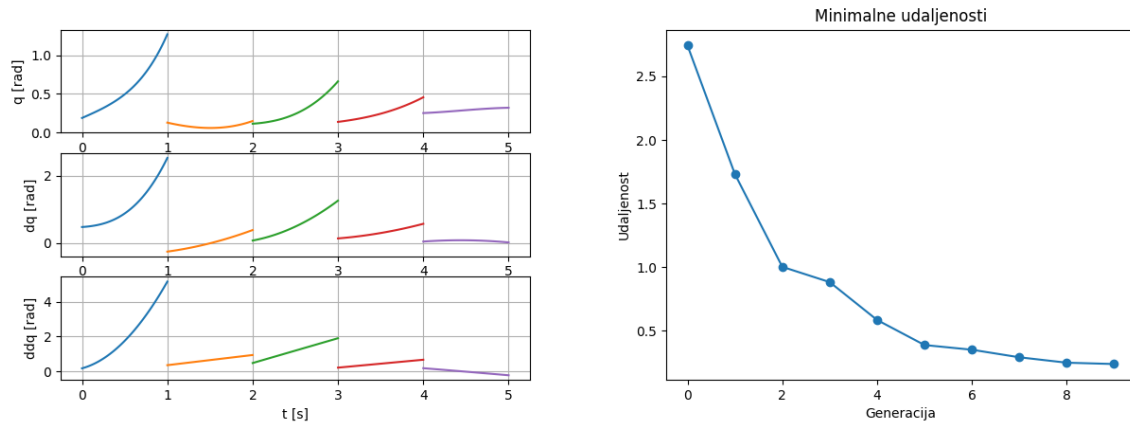 q [rad]
1.0
0.5
0.0
0 1 2 3 4 5
dq [rad]
2
0
0 1 2 3 4 5
ddq [rad]
4
2
0
0 1 2 3 4 5
t [s]
Minimalne udaljenosti
Udaljenost
2.5
2.0
1.5
1.0
0.5
0 2 4 6 8
Generacija